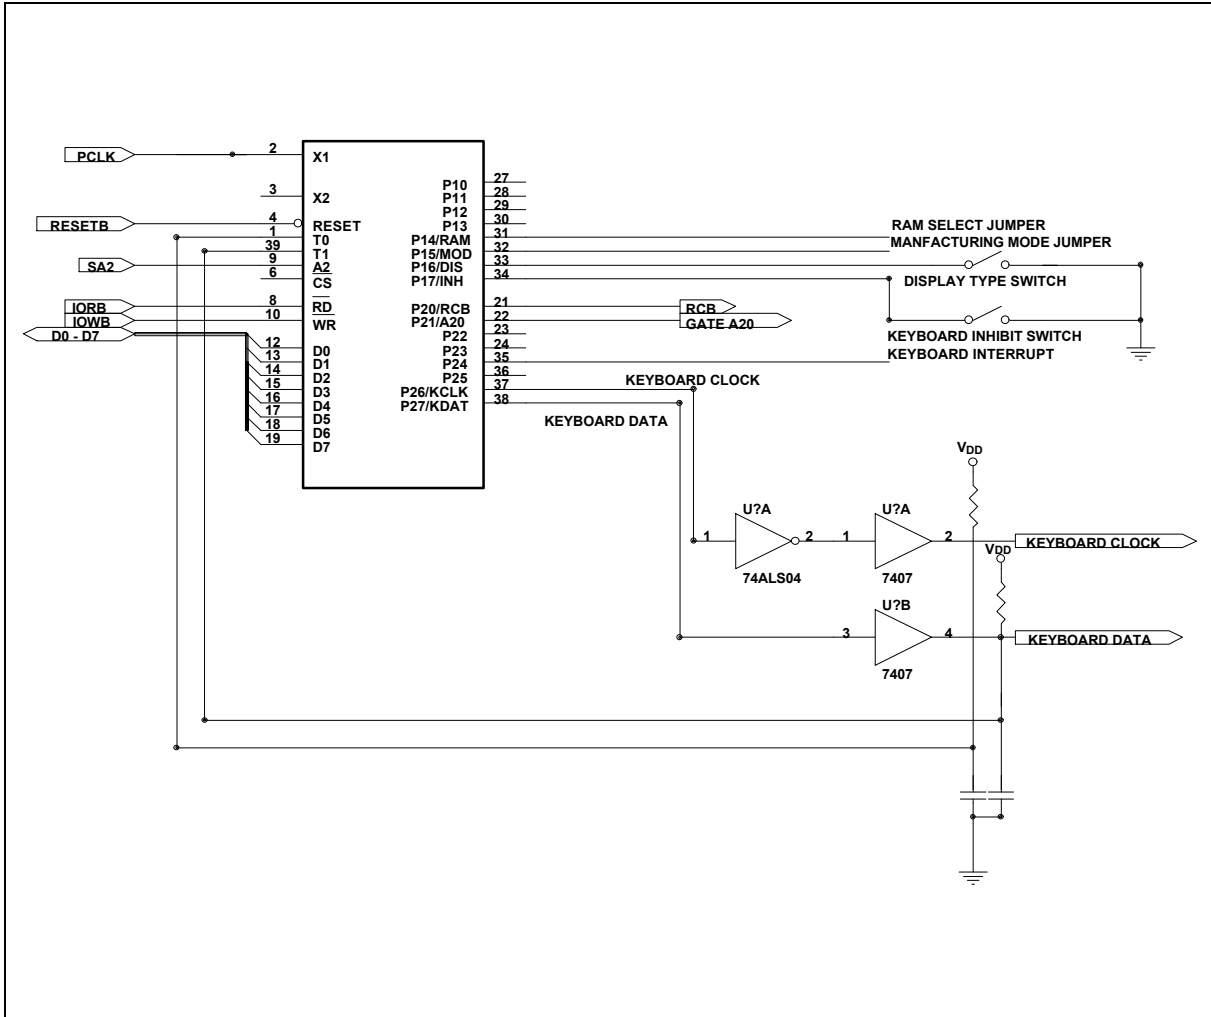 PCLK
2
X1
3
X2
RESETB
4
RESET
1
T0
39
T1
SA2
9
A2
6
CS
IORB
8
RD
IOWB
10
WR
D0 - D7
12
D0
13
D1
14
D2
15
D3
16
D4
17
D5
18
D6
19
D7
P10
27
P11
28
P12
29
P13
30
P14/RAM
31
RAM SELECT JUMPER
P15/MOD
32
MANFACTURING MODE JUMPER
P16/DIS
33
DISPLAY TYPE SWITCH
P17/INH
34
KEYBOARD INHIBIT SWITCH
P20/RCB
21
RCB
P21/A20
22
GATE A20
P22
23
P23
24
P24
35
KEYBOARD INTERRUPT
P25
36
P26/KCLK
37
KEYBOARD CLOCK
P27/KDAT
38
KEYBOARD DATA
VDD
U?A
1
2
74ALS04
U?A
1
2
7407
KEYBOARD CLOCK
VDD
U?B
3
4
7407
KEYBOARD DATA